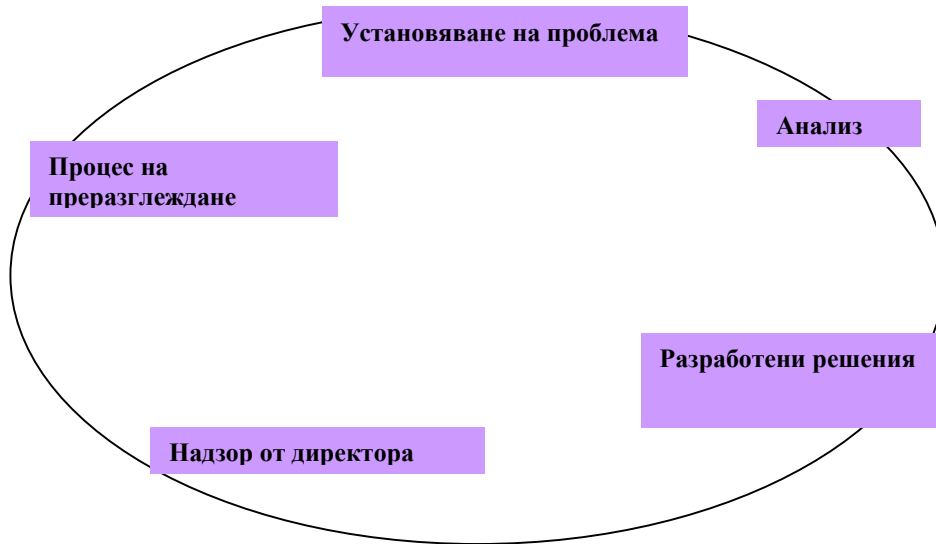 Установяване на проблема
Анализ
Процес на
преразглеждане
Разработени решения
Надзор от директора